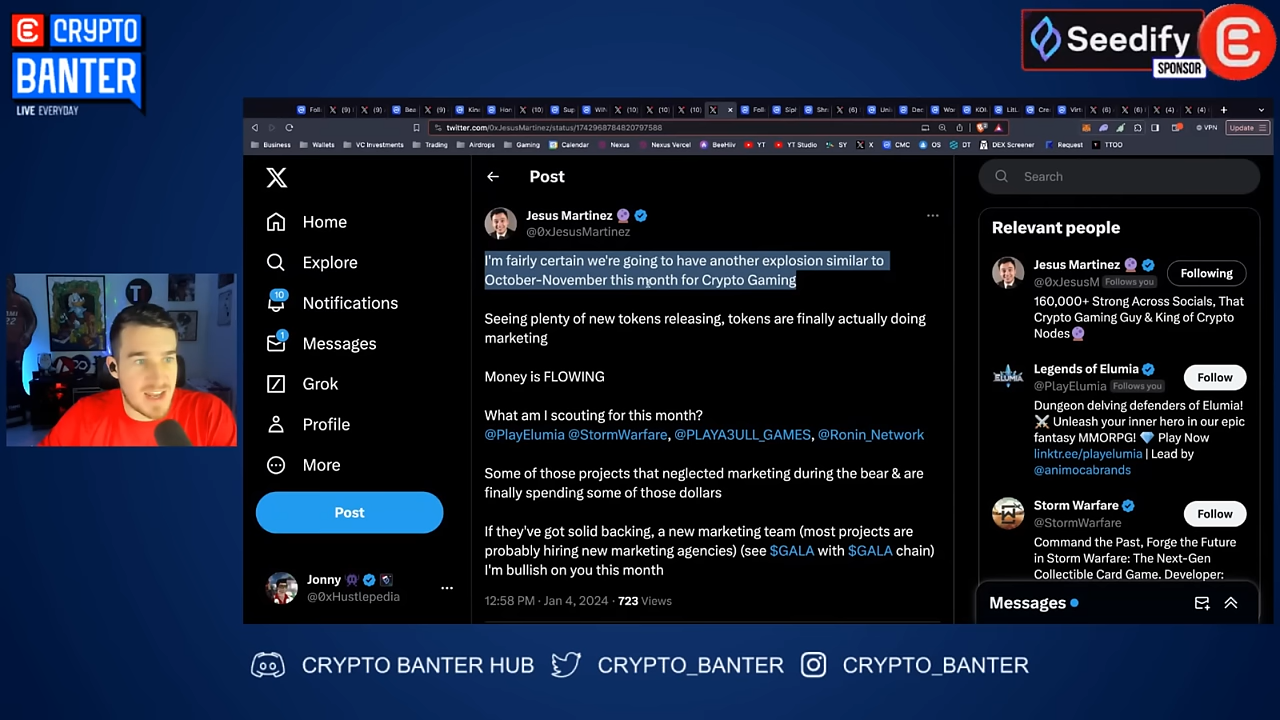 CRYPTO
BANTER
LIVE EVERYDAY
Seedify
SPONSOR
twitter.com/0xJesusMartinez/status/1742968784820797588
VPN
Update
Business
Wallets
VC Investments
Trading
Airdrops
Gaming
Calendar
Nexus
Nexus Vercel
BeeHiiv
YT
YT Studio
SY
X
CMC
OS
DT
DEX Screener
Request
TTOO
Home
Explore
10
Notifications
1
Messages
Grok
Profile
More
Post
Jonny
@0xHustlepedia
Post
Jesus Martinez
@0xJesusMartinez
I'm fairly certain we're going to have another explosion similar to
October-November this month for Crypto Gaming
Seeing plenty of new tokens releasing, tokens are finally actually doing
marketing
Money is FLOWING
What am I scouting for this month?
@PlayElumia @StormWarfare, @PLAYA3ULL_GAMES, @Ronin_Network
Some of those projects that neglected marketing during the bear & are
finally spending some of those dollars
If they've got solid backing, a new marketing team (most projects are
probably hiring new marketing agencies) (see $GALA with $GALA chain)
I'm bullish on you this month
12:58 PM · Jan 4, 2024 · 723 Views
Search
Relevant people
Jesus Martinez
@0xJesusM Follows you
Following
160,000+ Strong Across Socials, That
Crypto Gaming Guy & King of Crypto
Nodes
Legends of Elumia
@PlayElumia Follows you
Follow
Dungeon delving defenders of Elumia!
Unleash your inner hero in our epic
fantasy MMORPG! Play Now
linktr.ee/playelumia | Lead by
@animocabrands
Storm Warfare
@StormWarfare
Follow
Command the Past, Forge the Future
in Storm Warfare: The Next-Gen
Collectible Card Game. Developer:
Messages
CRYPTO BANTER HUB
CRYPTO_BANTER
CRYPTO_BANTER